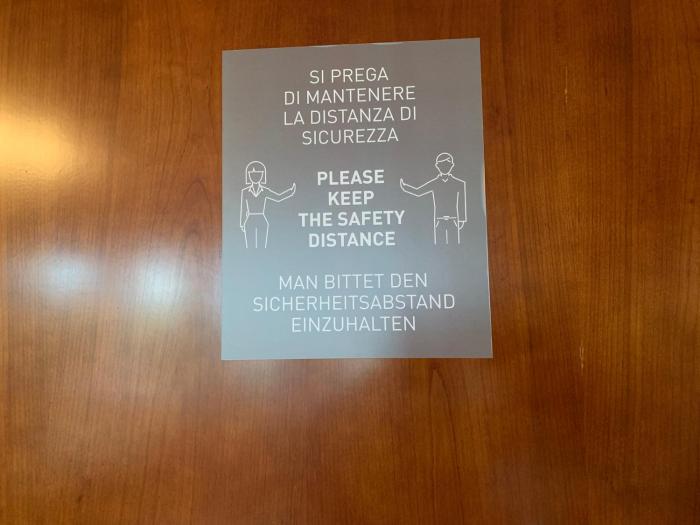 SI PREGA
DI MANTENERE
LA DISTANZA DI
SICUREZZA
PLEASE
KEEP
THE SAFETY
DISTANCE
MAN BITTET DEN
SICHERHEITSABSTAND
EINZUHALTEN